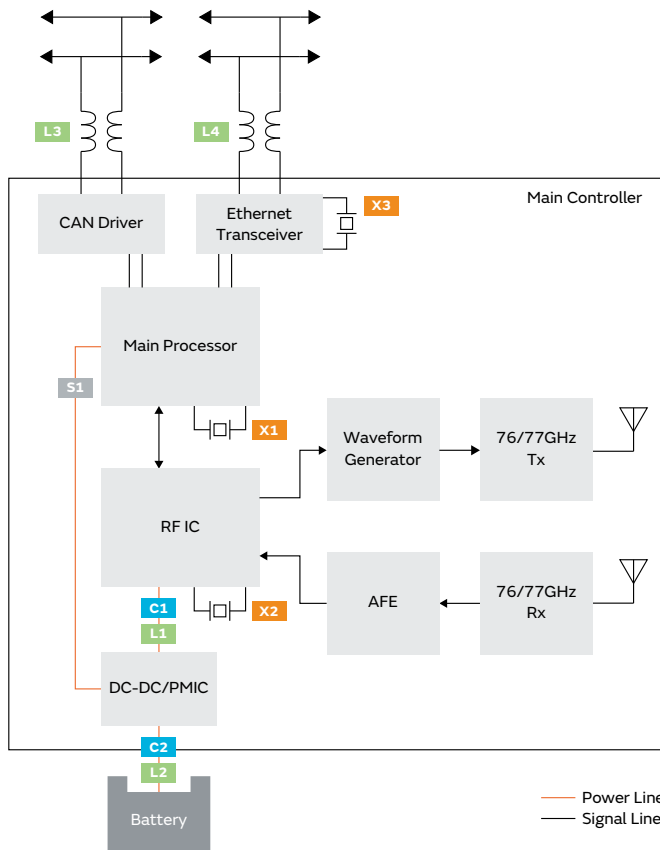 L3
L4
Main Controller
CAN Driver
Ethernet
Transceiver
X3
Main Processor
S1
X1
Waveform
Generator
76/77GHz
Tx
RF IC
C1
L1
X2
AFE
76/77GHz
Rx
DC-DC/PMIC
C2
L2
Battery
Power Line
Signal Line